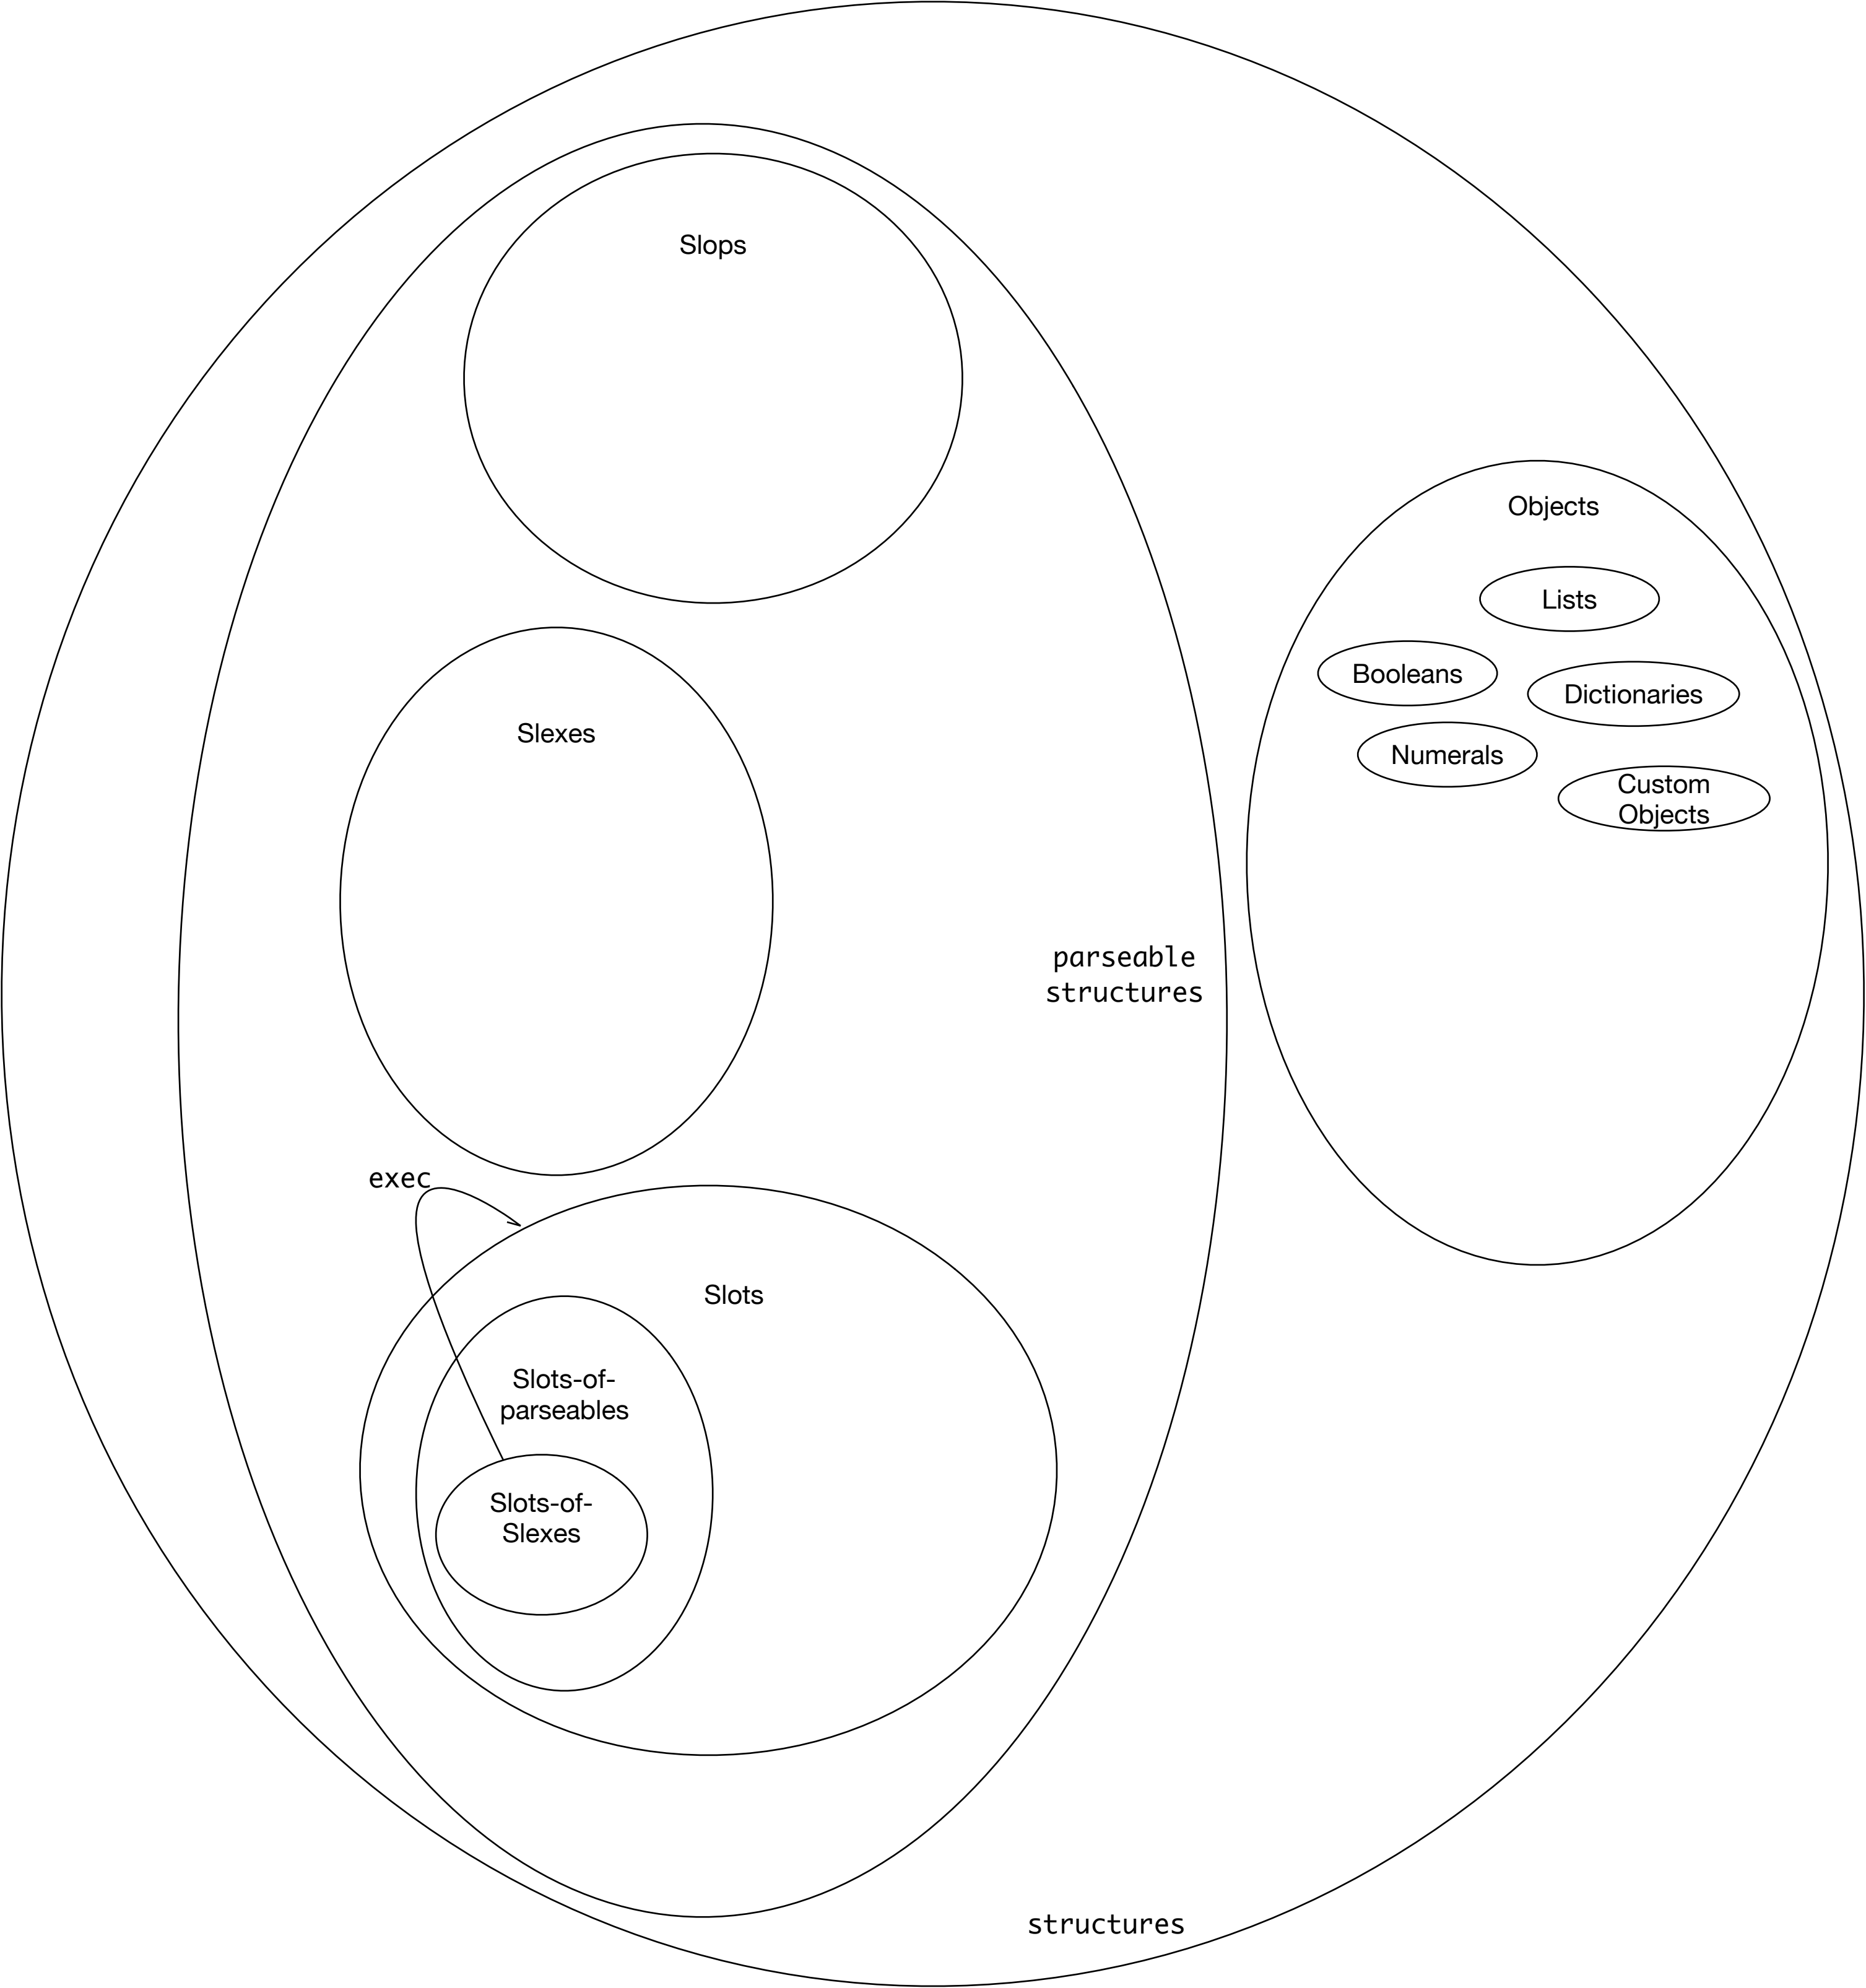 Slops
Objects
Lists
Booleans
Dictionaries
Slexes
Numerals
Custom
Objects
parseable
structures
exec
Slots
Slots-of-
parseables
Slots-of-
Slexes
structures